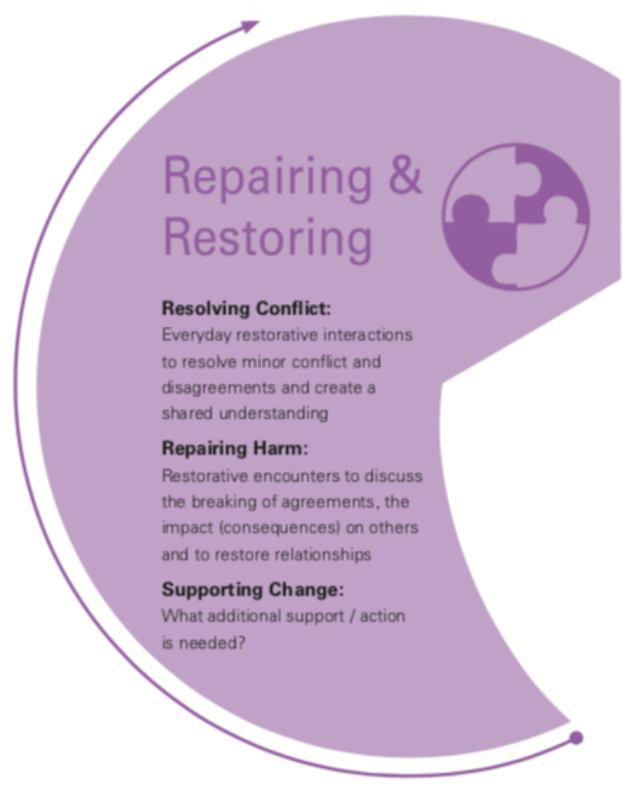 Repairing &
Restoring
Resolving Conflict:
Everyday restorative interactions
to resolve minor conflict and
disagreements and create a
shared understanding
Repairing Harm:
Restorative encounters to discuss
the breaking of agreements, the
impact (consequences) on others
and to restore relationships
Supporting Change:
What additional support / action
is needed?